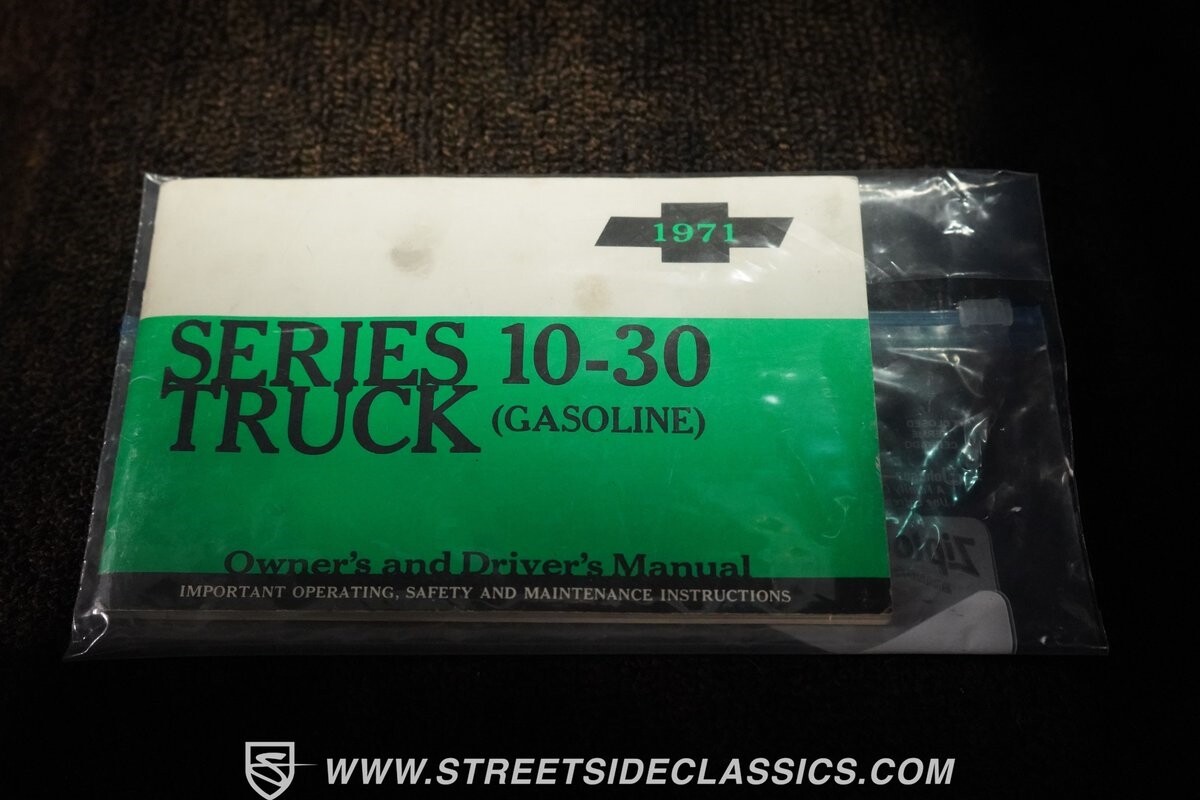 1971
SERIES 10-30
TRUCK (GASOLINE)
Owner's and Driver's Manual
IMPORTANT OPERATING, SAFETY AND MAINTENANCE INSTRUCTIONS
WWW.STREETSIDECLASSICS.COM